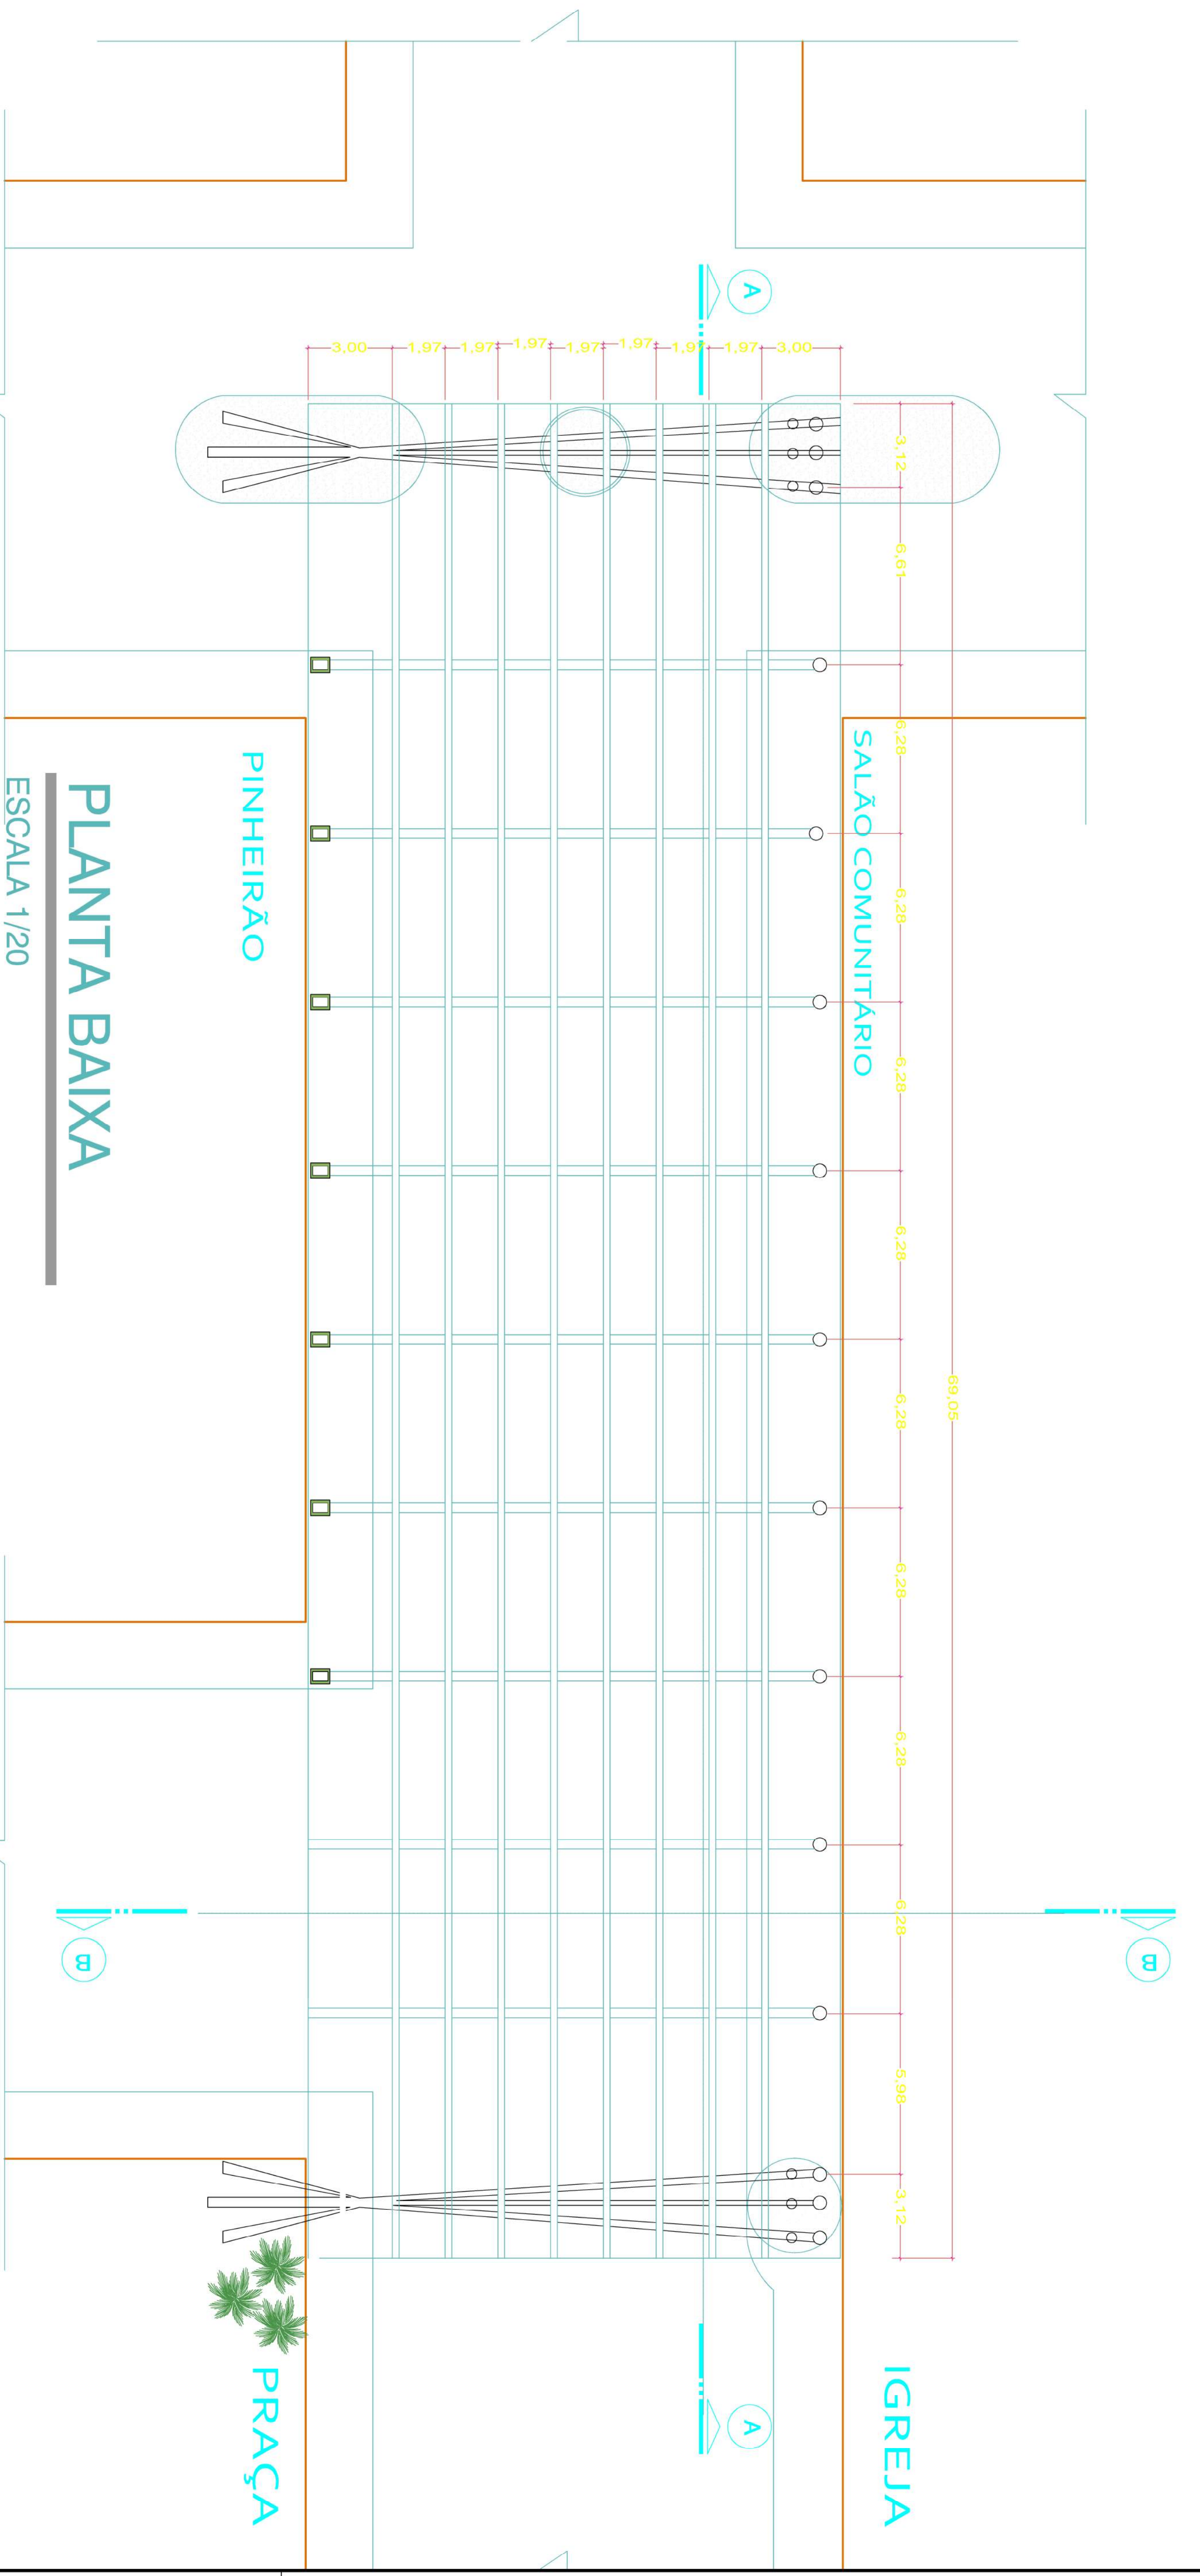 IGREJA
A
69,05
3,12
6,61
6,28
6,28
6,28
6,28
6,28
6,28
6,28
6,28
5,98
3,12
SALÃO COMUNITÁRIO
B
B
A
3,00
1,97
1,97
1,97
1,97
1,97
1,97
1,97
3,00
PINHEIRÃO
PRAÇA
PLANTA BAIXA
ESCALA 1/20